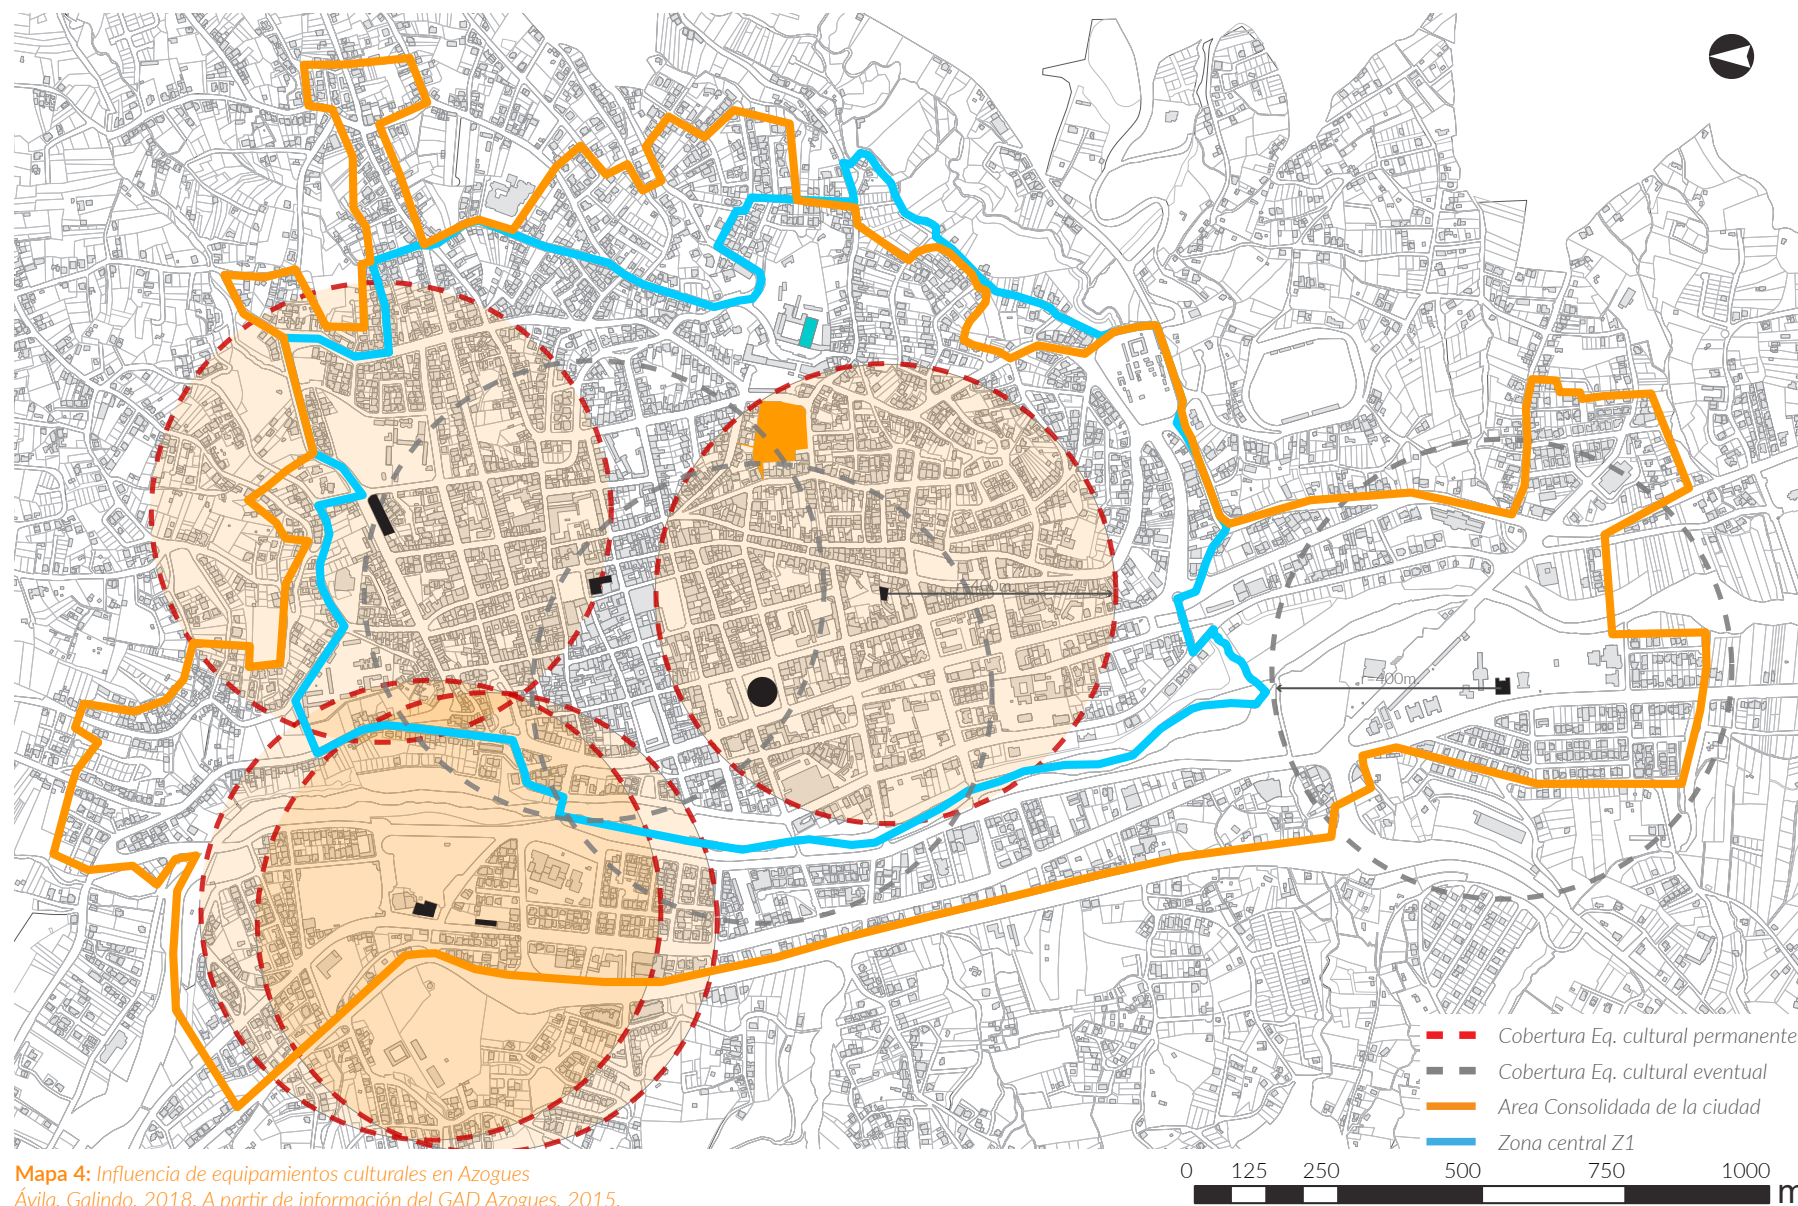 400m
400m
Cobertura Eq. cultural permanente
Cobertura Eq. cultural eventual
Area Consolidada de la ciudad
Zona central Z1
0 125 250 500 750 1000
m
Mapa 4: Influencia de equipamientos culturales en Azogues
Ávila, Galindo. 2018. A partir de información del GAD Azogues, 2015.